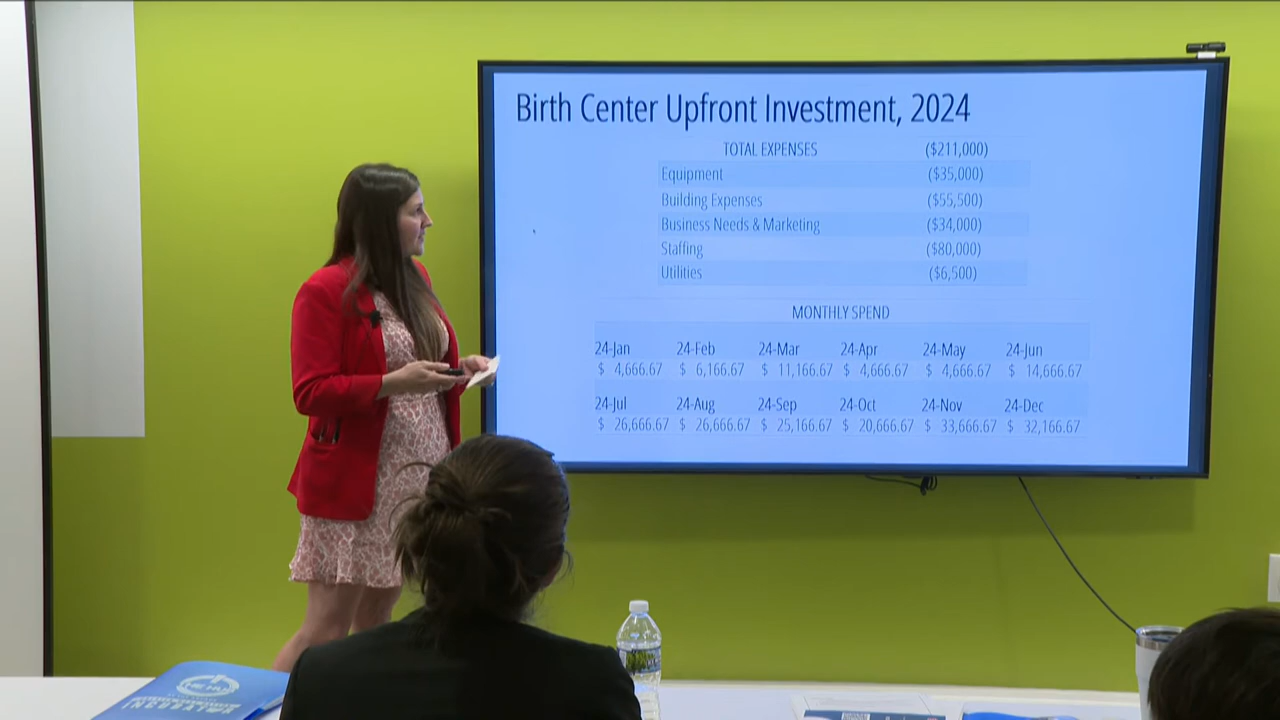 Birth Center Upfront Investment, 2024
TOTAL EXPENSES ($211,000)
Equipment ($35,000)
Building Expenses ($55,500)
Business Needs & Marketing ($34,000)
Staffing ($80,000)
Utilities ($6,500)
MONTHLY SPEND
24-Jan 24-Feb 24-Mar 24-Apr 24-May 24-Jun
$ 4,666.67 $ 6,166.67 $ 11,166.67 $ 4,666.67 $ 4,666.67 $ 14,666.67
24-Jul 24-Aug 24-Sep 24-Oct 24-Nov 24-Dec
$ 26,666.67 $ 26,666.67 $ 25,166.67 $ 20,666.67 $ 33,666.67 $ 32,166.67
INCUBATOR